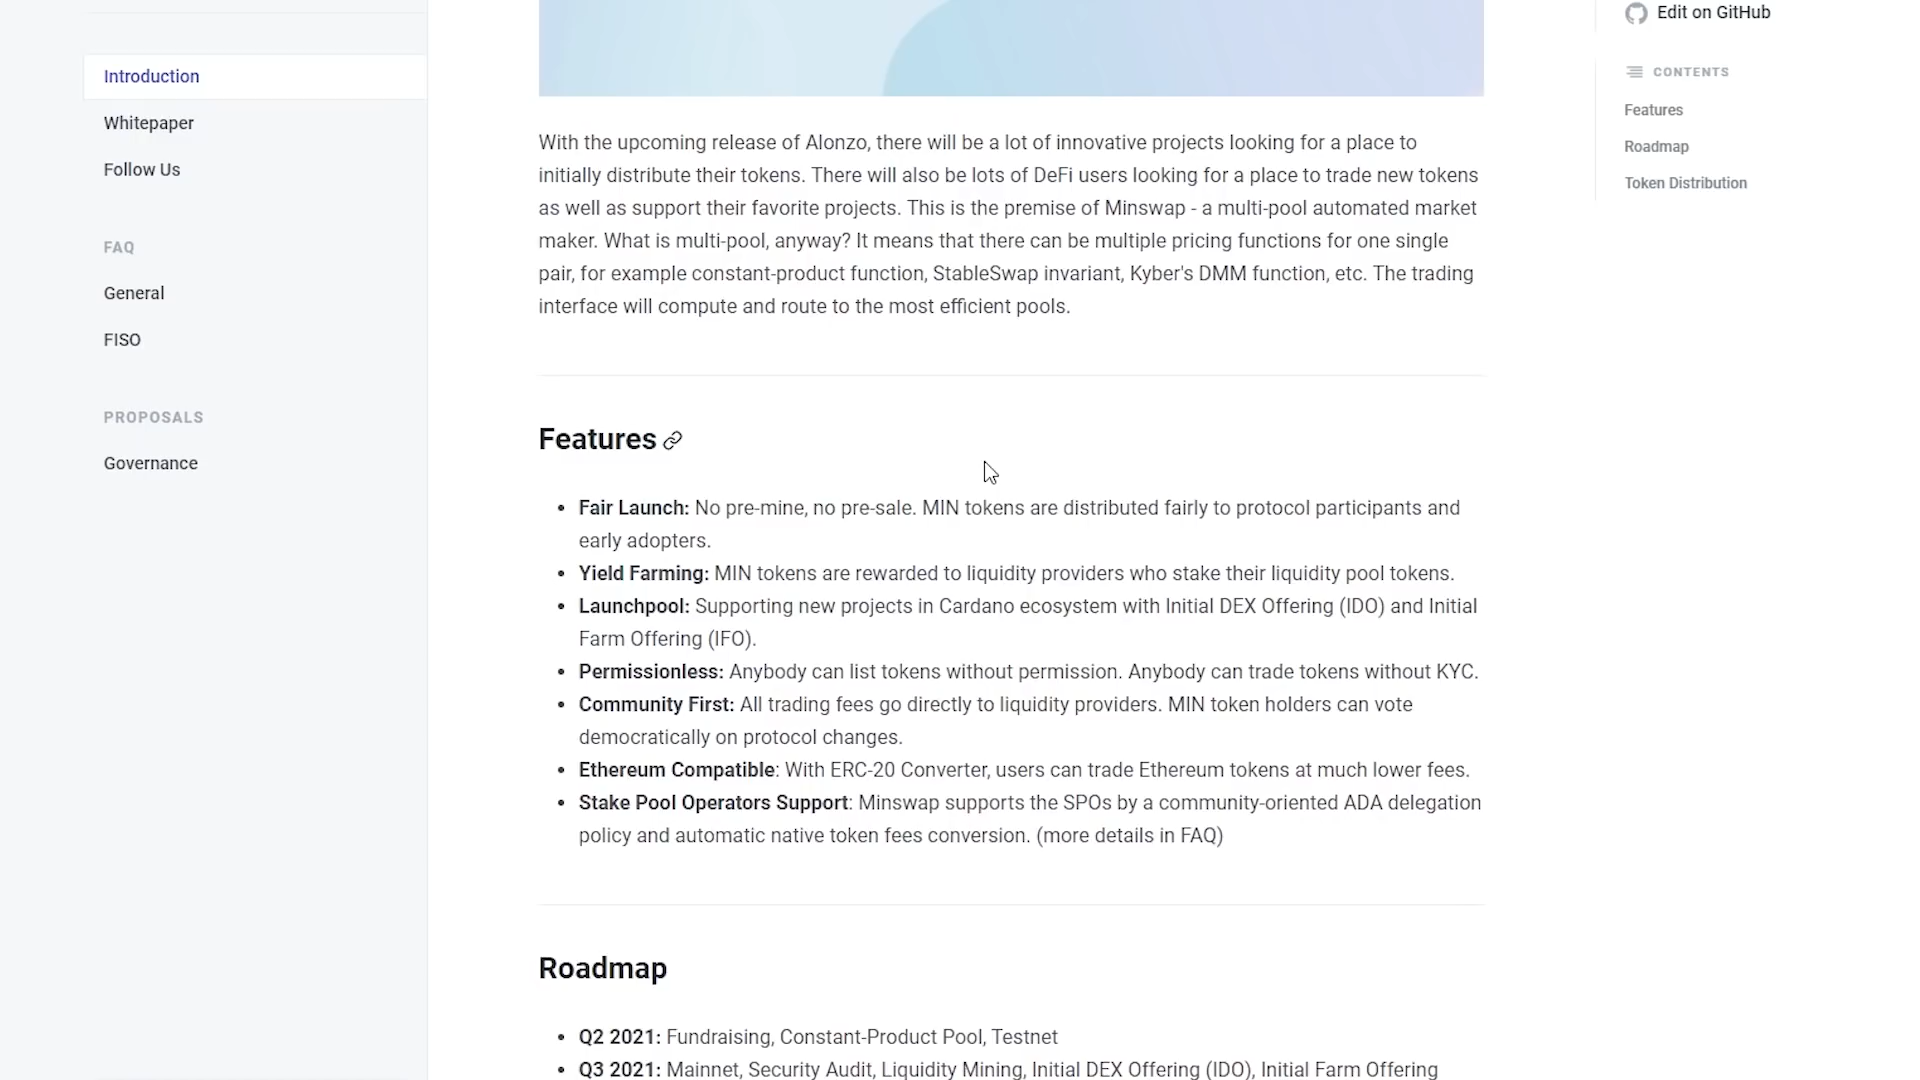 Introduction
Whitepaper
Follow Us
FAQ
General
FISO
PROPOSALS
Governance
With the upcoming release of Alonzo, there will be a lot of innovative projects looking for a place to
initially distribute their tokens. There will also be lots of DeFi users looking for a place to trade new tokens
as well as support their favorite projects. This is the premise of Minswap - a multi-pool automated market
maker. What is multi-pool, anyway? It means that there can be multiple pricing functions for one single
pair, for example constant-product function, StableSwap invariant, Kyber's DMM function, etc. The trading
interface will compute and route to the most efficient pools.
Features
• Fair Launch: No pre-mine, no pre-sale. MIN tokens are distributed fairly to protocol participants and
early adopters.
• Yield Farming: MIN tokens are rewarded to liquidity providers who stake their liquidity pool tokens.
• Launchpool: Supporting new projects in Cardano ecosystem with Initial DEX Offering (IDO) and Initial
Farm Offering (IFO).
• Permissionless: Anybody can list tokens without permission. Anybody can trade tokens without KYC.
• Community First: All trading fees go directly to liquidity providers. MIN token holders can vote
democratically on protocol changes.
• Ethereum Compatible: With ERC-20 Converter, users can trade Ethereum tokens at much lower fees.
• Stake Pool Operators Support: Minswap supports the SPOs by a community-oriented ADA delegation
policy and automatic native token fees conversion. (more details in FAQ)
Roadmap
• Q2 2021: Fundraising, Constant-Product Pool, Testnet
• Q3 2021: Mainnet, Security Audit, Liquidity Mining, Initial DEX Offering (IDO), Initial Farm Offering
Edit on GitHub
CONTENTS
Features
Roadmap
Token Distribution